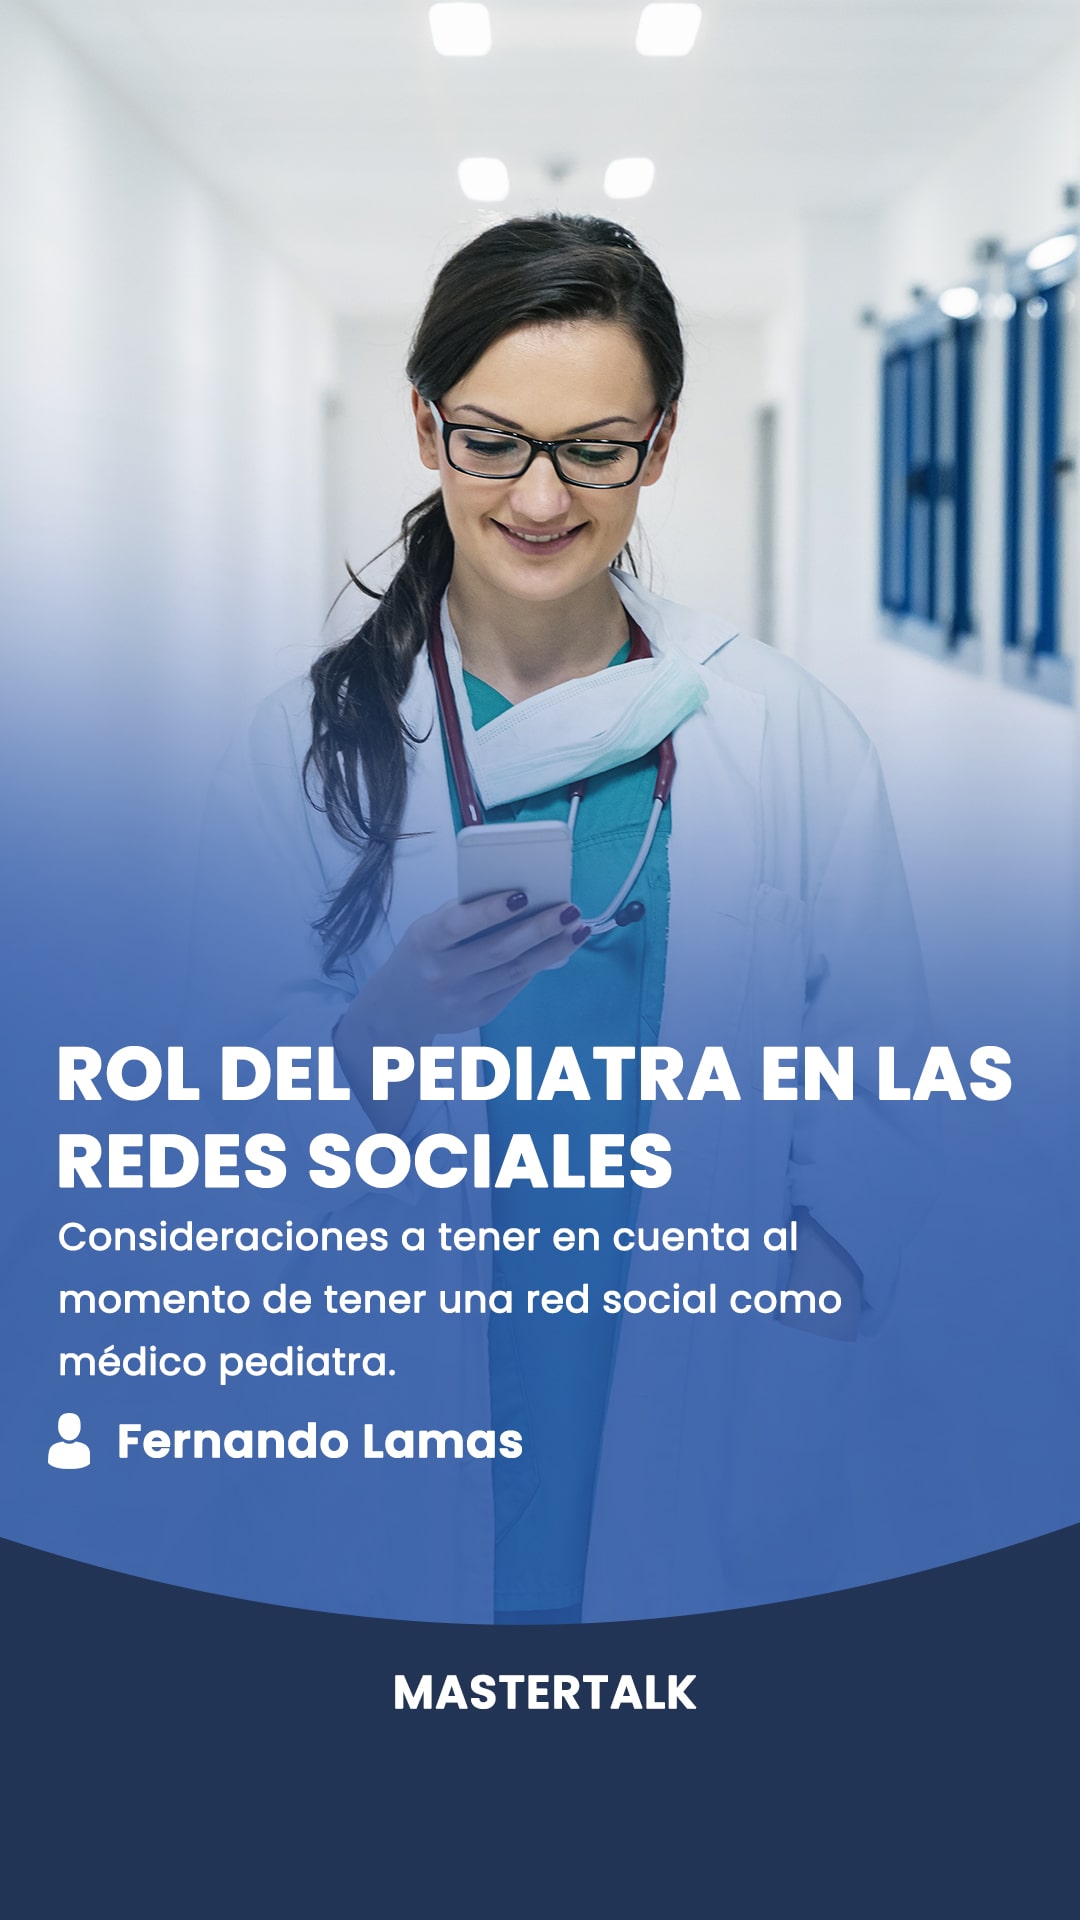 ROL DEL PEDIATRA EN LAS
REDES SOCIALES
Consideraciones a tener en cuenta al
momento de tener una red social como
médico pediatra.
Fernando Lamas
MASTERTALK